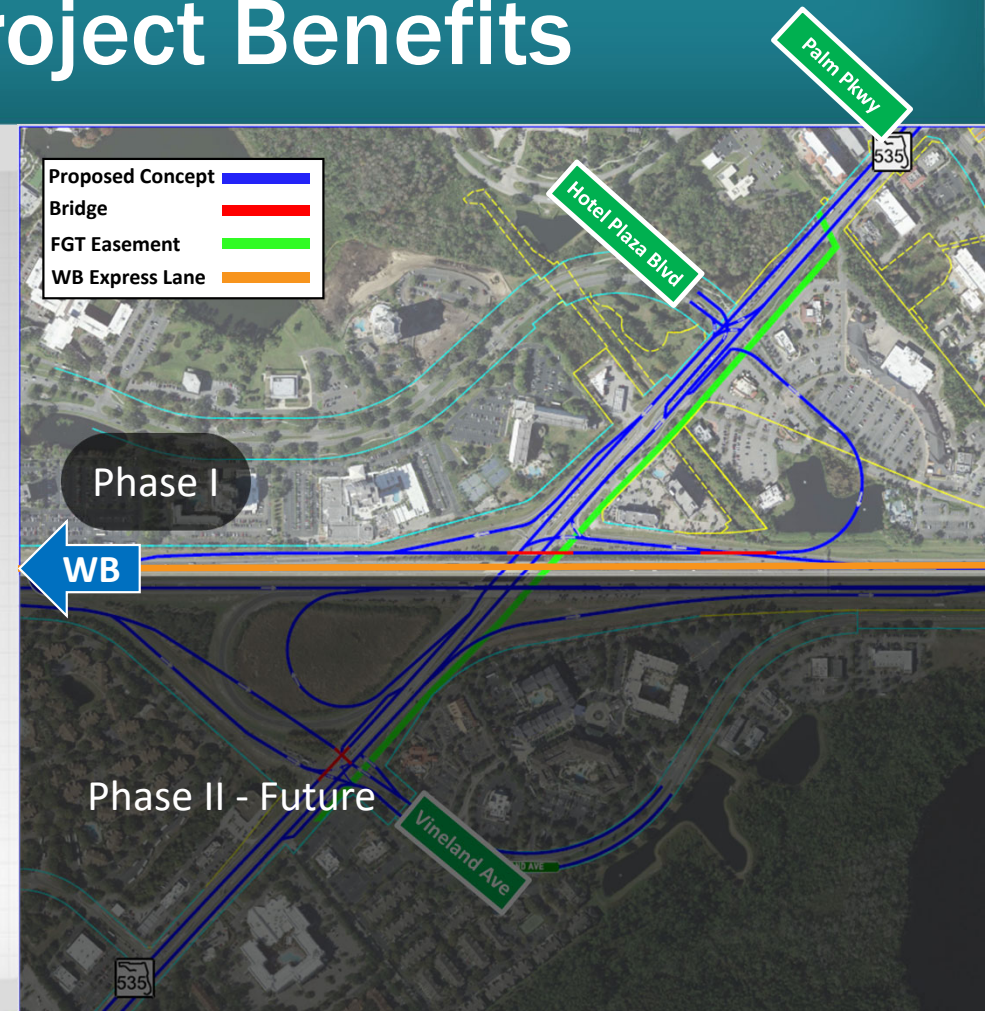 roject Benefits
Palm Pkwy
535
Hotel Plaza Blvd
Proposed Concept
Bridge
FGT Easement
WB Express Lane
Phase I
WB
Phase II - Future
Vineland Ave
AVE
535